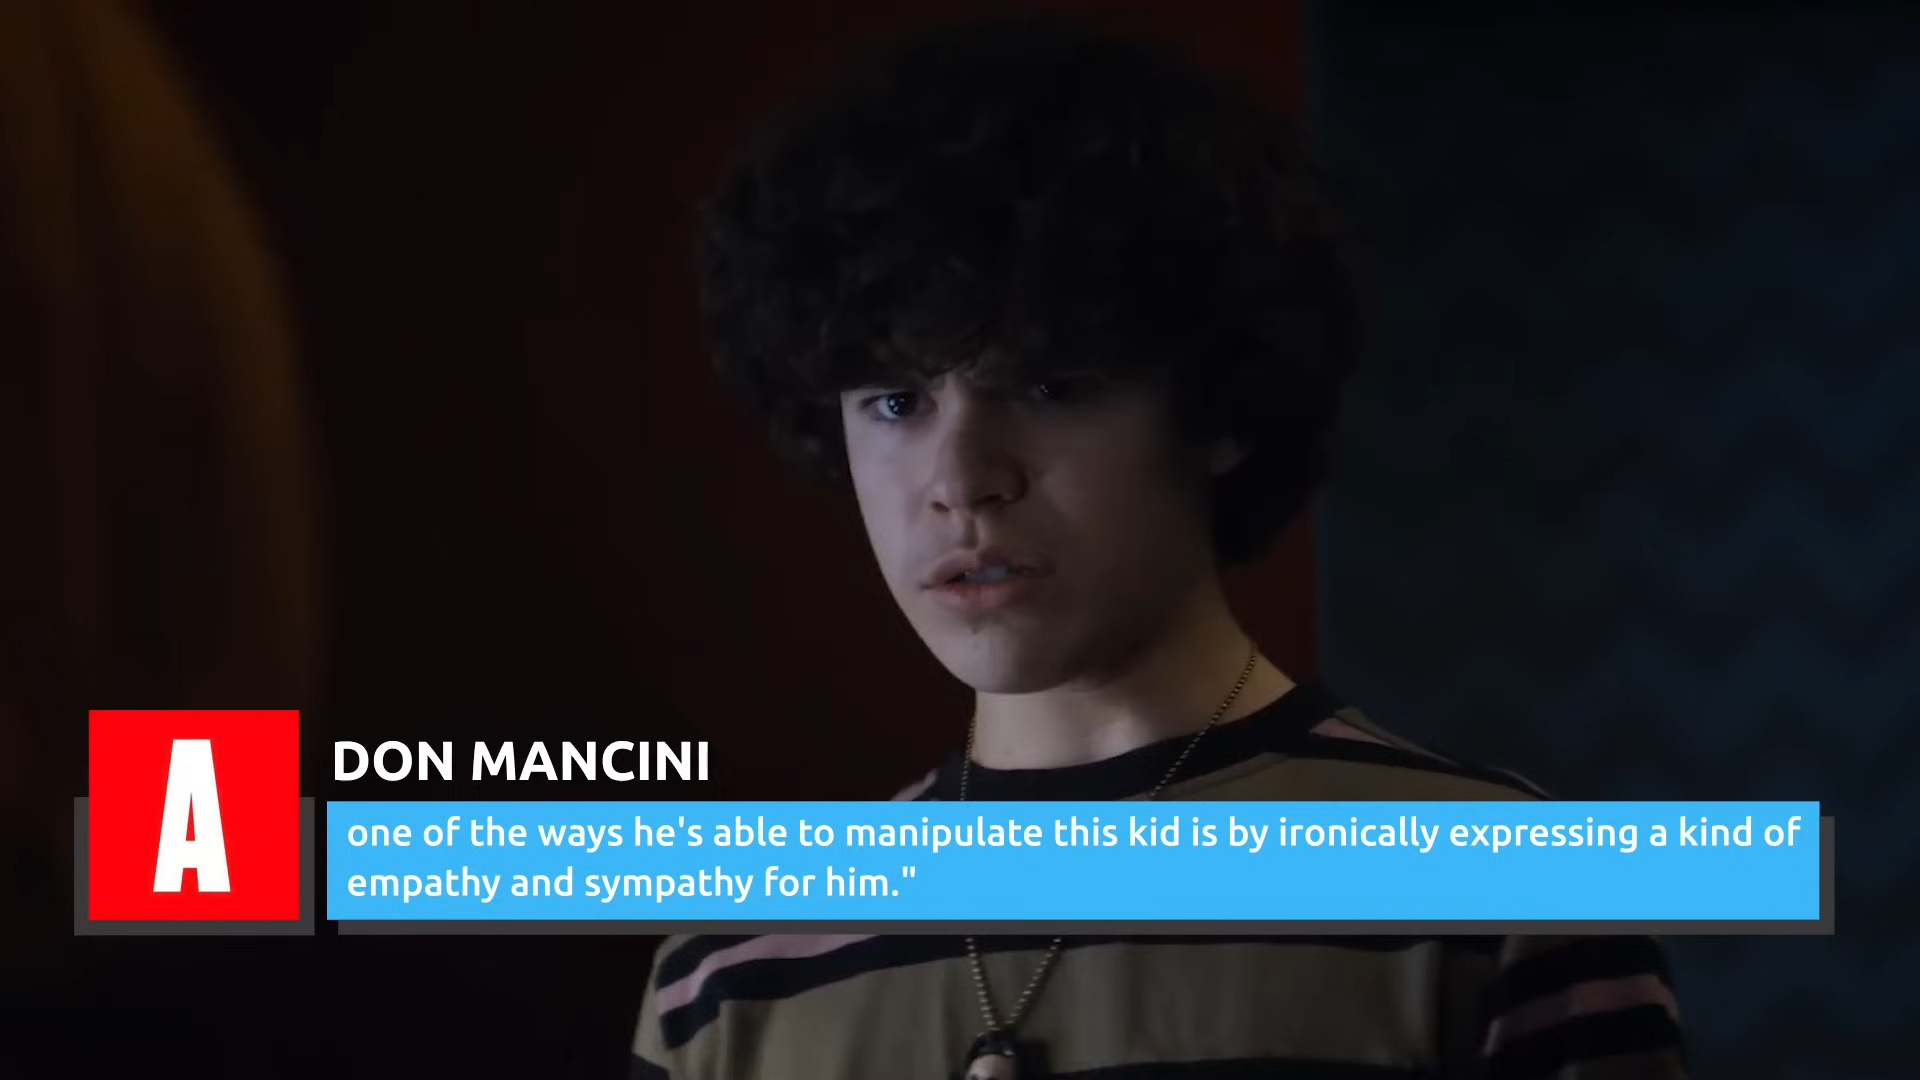 A
DON MANCINI
one of the ways he's able to manipulate this kid is by ironically expressing a kind of
empathy and sympathy for him."